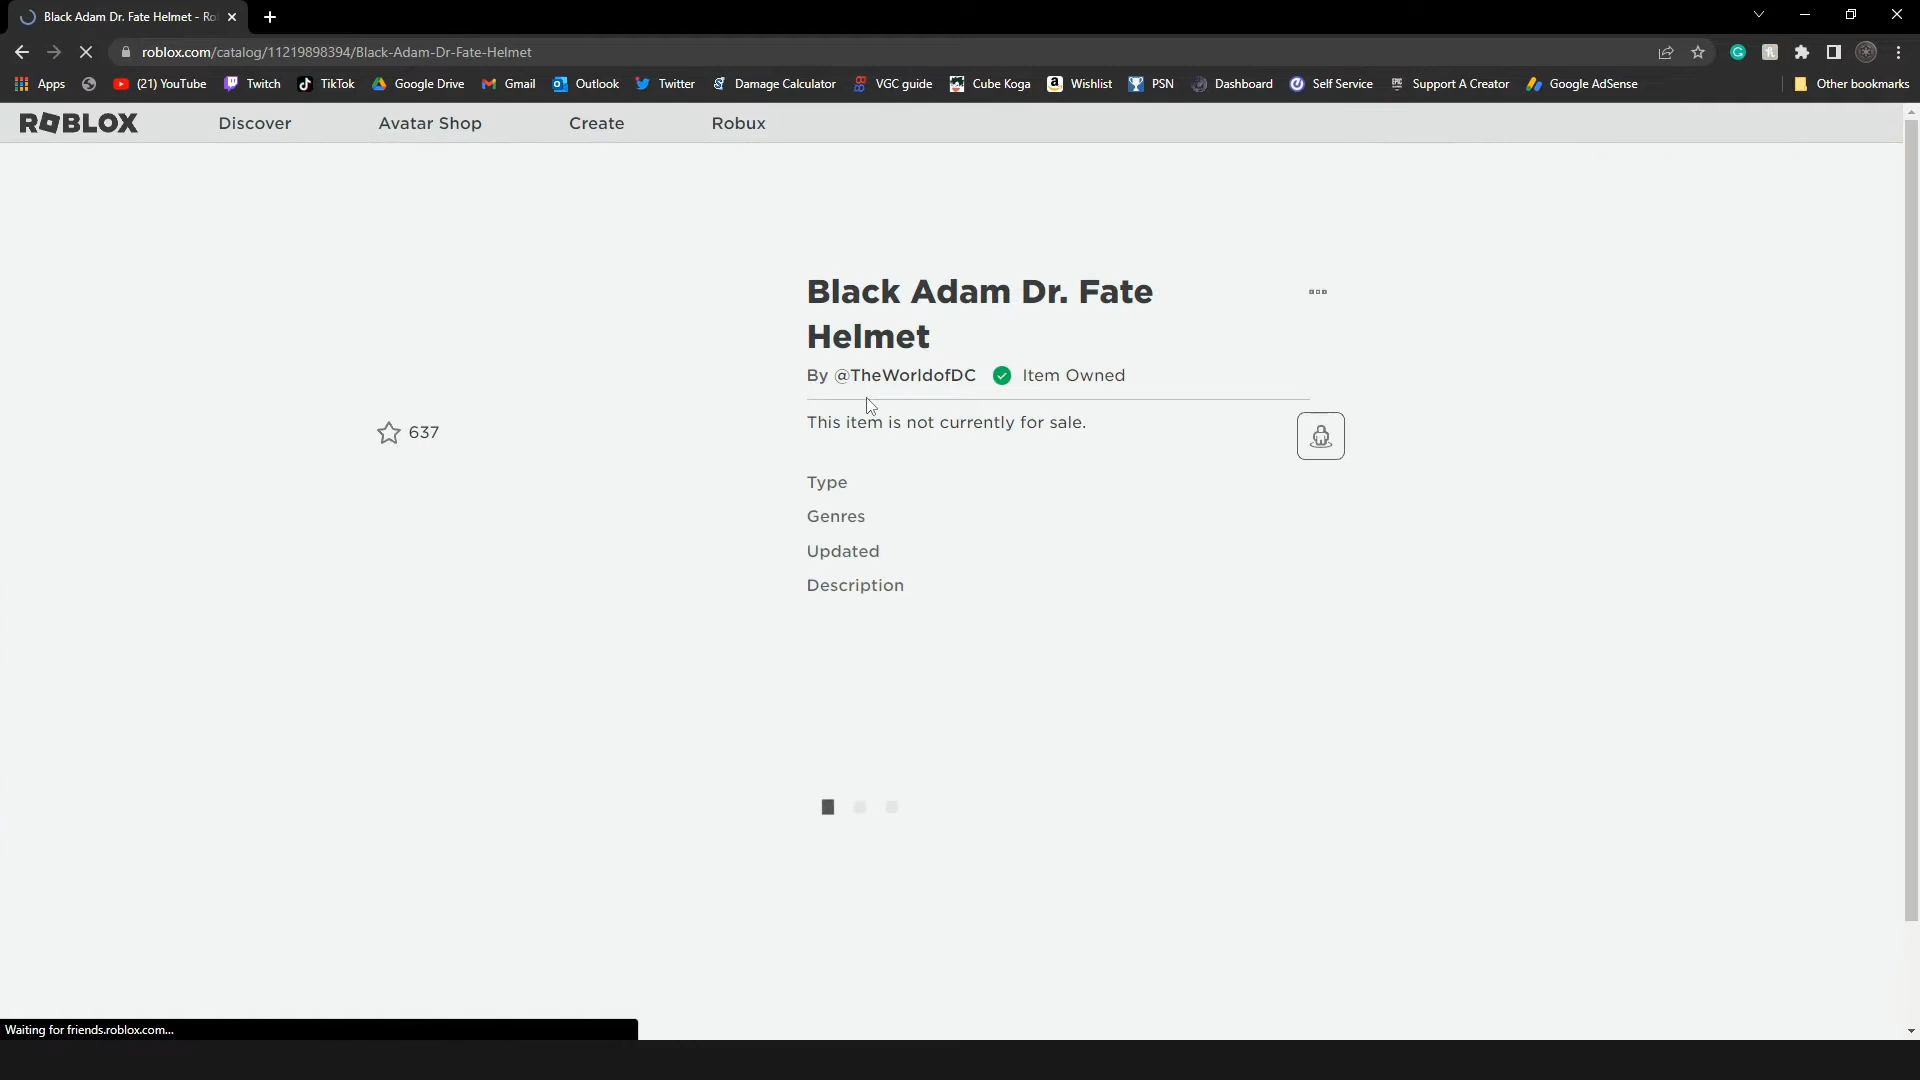 Black Adam Dr. Fate Helmet - Ro
roblox.com/catalog/11219898394/Black-Adam-Dr-Fate-Helmet
Apps (21) YouTube Twitch TikTok Google Drive Gmail Outlook Twitter Damage Calculator VGC guide Cube Koga Wishlist PSN Dashboard Self Service Support A Creator Google AdSense Other bookmarks
ROBLOX Discover Avatar Shop Create Robux
Black Adam Dr. Fate
Helmet
By @TheWorldofDC Item Owned
This item is not currently for sale.
637
Type
Genres
Updated
Description
Waiting for friends.roblox.com...